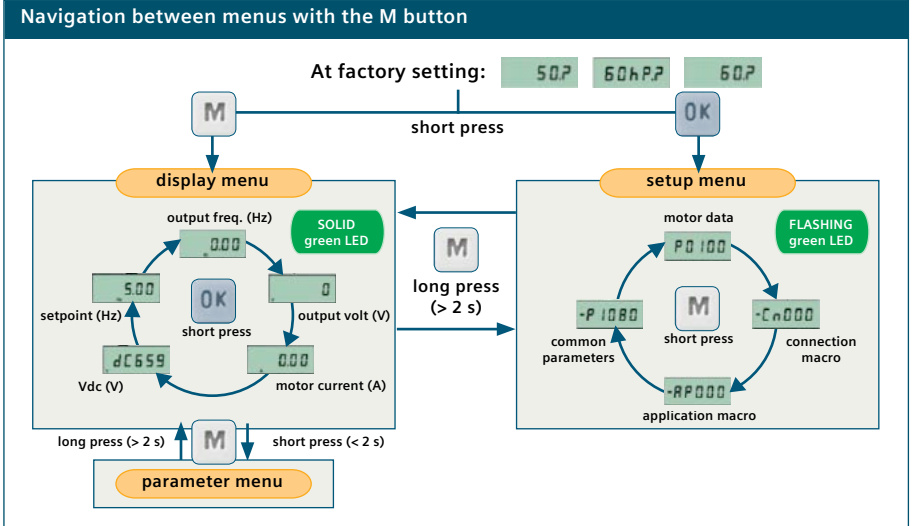 Navigation between menus with the M button
At factory setting: 50.? 60hP.? 60.?
M
OK
short press
display menu
setup menu
output freq. (Hz)
SOLID
green LED
0.00
5.00
0
setpoint (Hz)
OK
short press
output volt (V)
dC659
0.00
Vdc (V)
motor current (A)
M
long press
(> 2 s)
motor data
FLASHING
green LED
P0100
-P1080
M
-Cn000
common
parameters
short press
connection
macro
-AP000
application macro
long press (> 2 s)
M
short press (< 2 s)
parameter menu